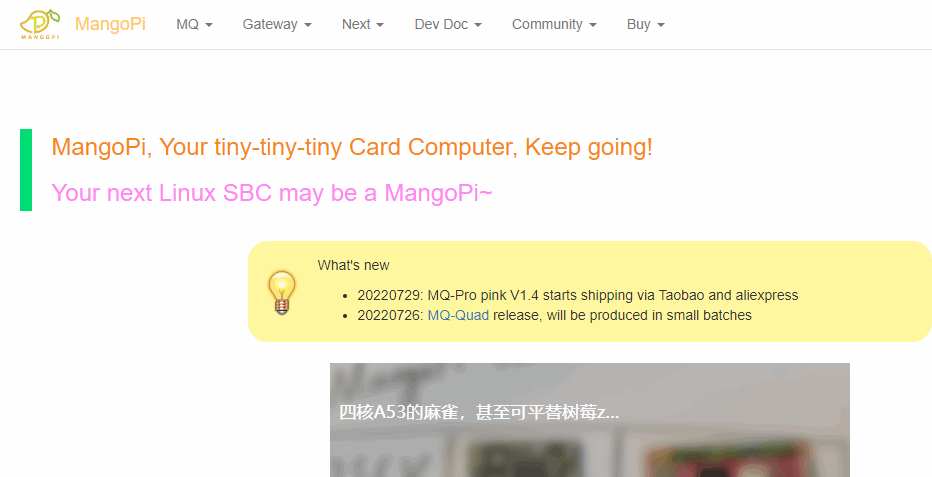 MANGOPI
MangoPi
MQ
Gateway
Next
Dev Doc
Community
Buy
MangoPi, Your tiny-tiny-tiny Card Computer, Keep going!
Your next Linux SBC may be a MangoPi~
What's new
20220729: MQ-Pro pink V1.4 starts shipping via Taobao and aliexpress
20220726: MQ-Quad release, will be produced in small batches
四核A53的麻雀，甚至可平替树莓z...